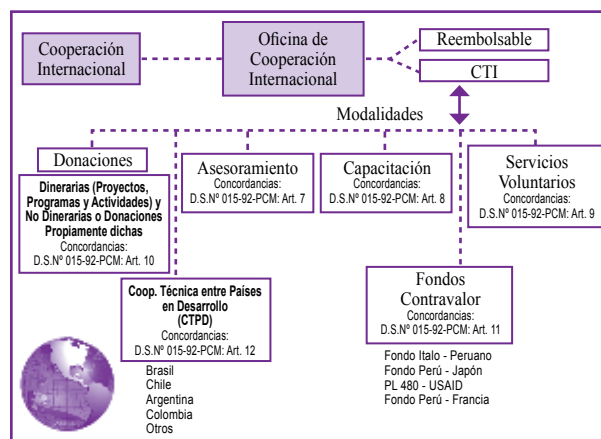 Cooperación
Internacional
Oficina de
Cooperación
Internacional
Reembolsable
CTI
Modalidades
Donaciones
Dinerarias (Proyectos,
Programas y Actividades) y
No Dinerarias o Donaciones
Propiamente dichas
Concordancias:
D.S.Nº 015-92-PCM: Art. 10
Asesoramiento
Concordancias:
D.S.Nº 015-92-PCM: Art. 7
Capacitación
Concordancias:
D.S.Nº 015-92-PCM: Art. 8
Servicios
Voluntarios
Concordancias:
D.S.Nº 015-92-PCM: Art. 9
Coop. Técnica entre Países
en Desarrollo
(CTPD)
Concordancias:
D.S.Nº 015-92-PCM: Art. 12
Brasil
Chile
Argentina
Colombia
Otros
Fondos
Contravalor
Concordancias:
D.S.Nº 015-92-PCM: Art. 11
Fondo Italo - Peruano
Fondo Perú - Japón
PL 480 - USAID
Fondo Perú - Francia